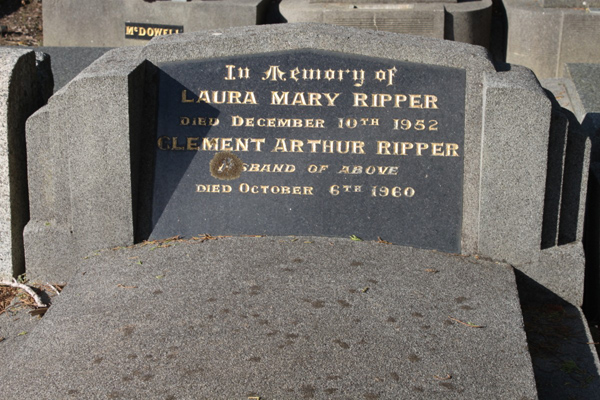 McDOWELL
In Memory of
LAURA MARY RIPPER
DIED DECEMBER 10TH 1952
CLEMENT ARTHUR RIPPER
OF ABOVE
DIED OCTOBER 6TH 1960